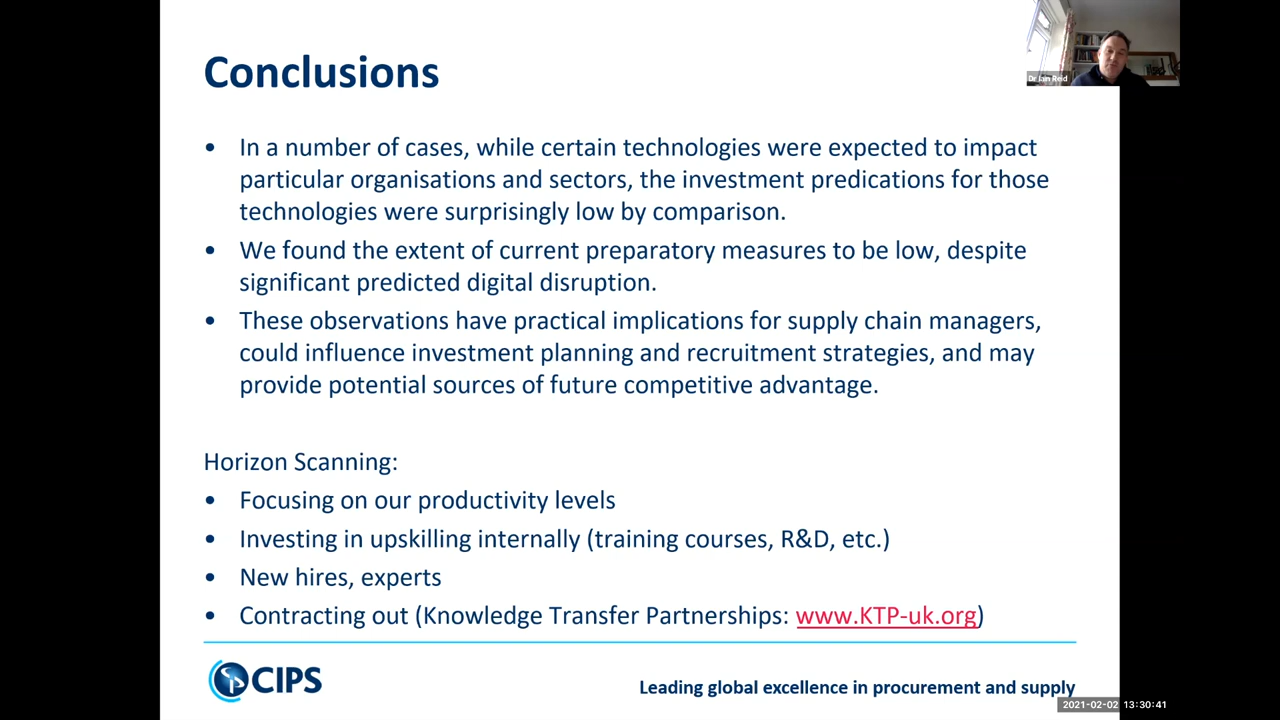 Conclusions
Dr Iain Reid
• In a number of cases, while certain technologies were expected to impact
particular organisations and sectors, the investment predications for those
technologies were surprisingly low by comparison.
• We found the extent of current preparatory measures to be low, despite
significant predicted digital disruption.
• These observations have practical implications for supply chain managers,
could influence investment planning and recruitment strategies, and may
provide potential sources of future competitive advantage.
Horizon Scanning:
• Focusing on our productivity levels
• Investing in upskilling internally (training courses, R&D, etc.)
• New hires, experts
• Contracting out (Knowledge Transfer Partnerships: www.KTP-uk.org)
CIPS
Leading global excellence in procurement and supply
2021-02-02 13:30:41